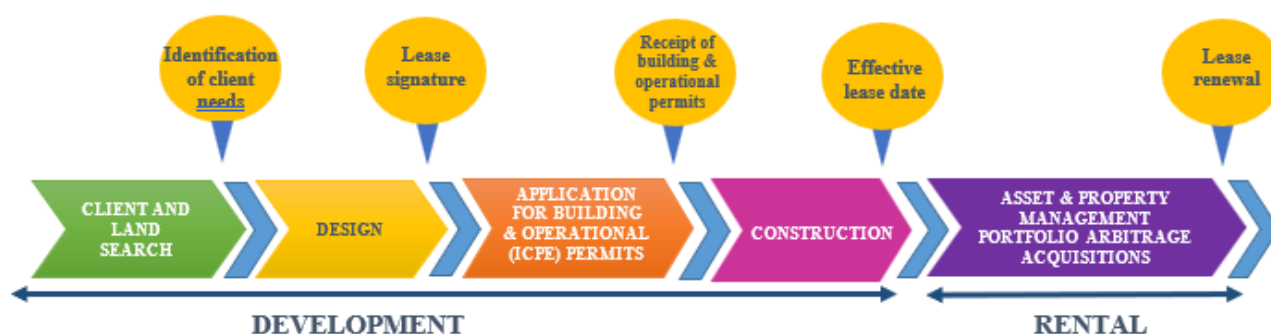 Identification
of client
needs
Lease
signature
Receipt of
building &
operational
permits
Effective
lease date
Lease
renewal
CLIENT AND
LAND
SEARCH
DESIGN
APPLICATION
FOR BUILDING
& OPERATIONAL
(ICPE) PERMITS
CONSTRUCTION
ASSET & PROPERTY
MANAGEMENT
PORTFOLIO ARBITRAGE
ACQUISITIONS
DEVELOPMENT
RENTAL